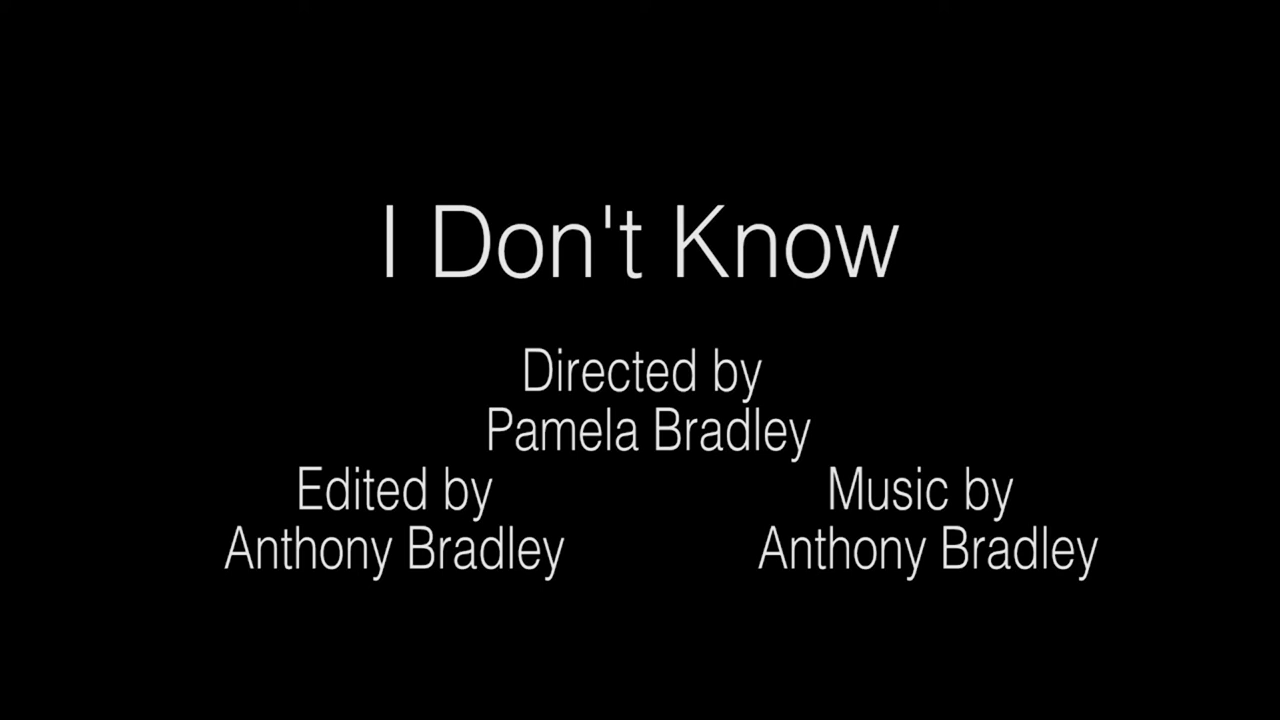 I Don't Know
Directed by
Pamela Bradley
Edited by
Anthony Bradley
Music by
Anthony Bradley